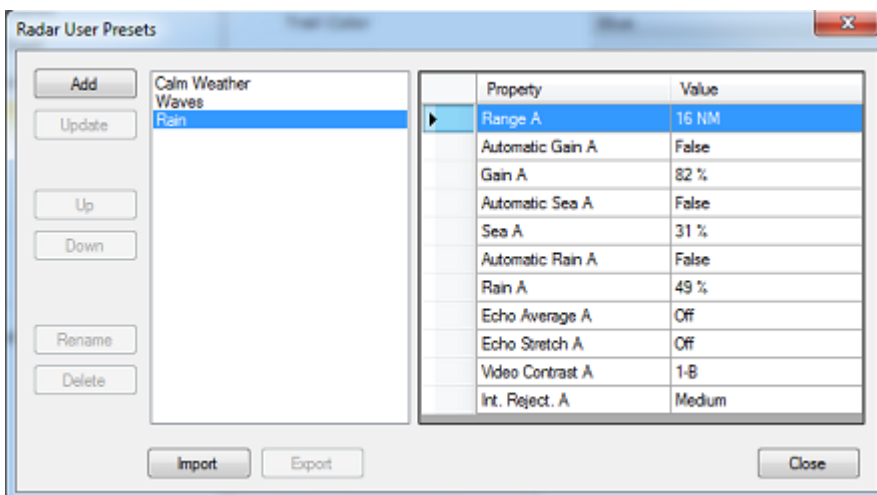 Radar User Presets
Add
Update
Up
Down
Rename
Delete
Calm Weather
Waves
Rain
Property Value
Range A 16 NM
Automatic Gain A False
Gain A 82 %
Automatic Sea A False
Sea A 31 %
Automatic Rain A False
Rain A 49 %
Echo Average A Off
Echo Stretch A Off
Video Contrast A 1-B
Int. Reject. A Medium
Import
Export
Close